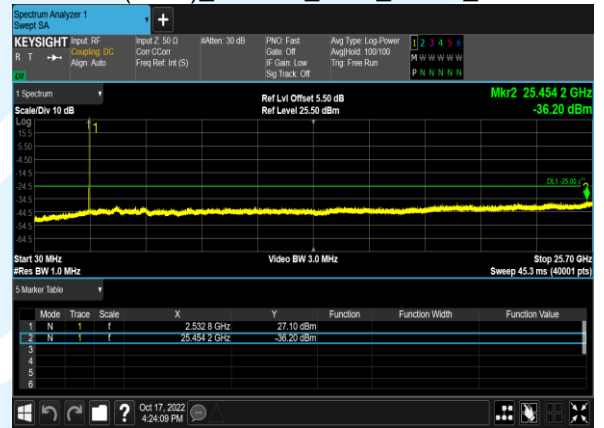 Spectrum Analyzer 1
Swept SA
KEYSIGHT Input: RF Input Z: 50 Ω #Atten: 30 dB PNO: Fast Avg Type: Log-Power 1 2 3 4 5 6
R T Coupling: DC Corr CCorr Gate: Off Avg|Hold: 100/100 M W W W W W
Align: Auto Freq Ref: Int (S) IF Gain: Low Trig: Free Run
LW Sig Track: Off P N N N N N
1 Spectrum Ref Lvl Offset 5.50 dB Mkr2 25.454 2 GHz
Scale/Div 10 dB Ref Level 25.50 dBm -36.20 dBm
Log
1
15.5
5.50
-4.50
-14.5
-24.5 DL1 -25.00
-34.5
-44.5
-54.5
-64.5
Start 30 MHz Video BW 3.0 MHz Stop 25.70 GHz
#Res BW 1.0 MHz Sweep 45.3 ms (40001 pts)
5 Marker Table
Mode Trace Scale X Y Function Function Width Function Value
1 N 1 f 2.532 8 GHz 27.10 dBm
2 N 1 f 25.454 2 GHz -36.20 dBm
3
4
5
6
? Oct 17, 2022
4:24:09 PM